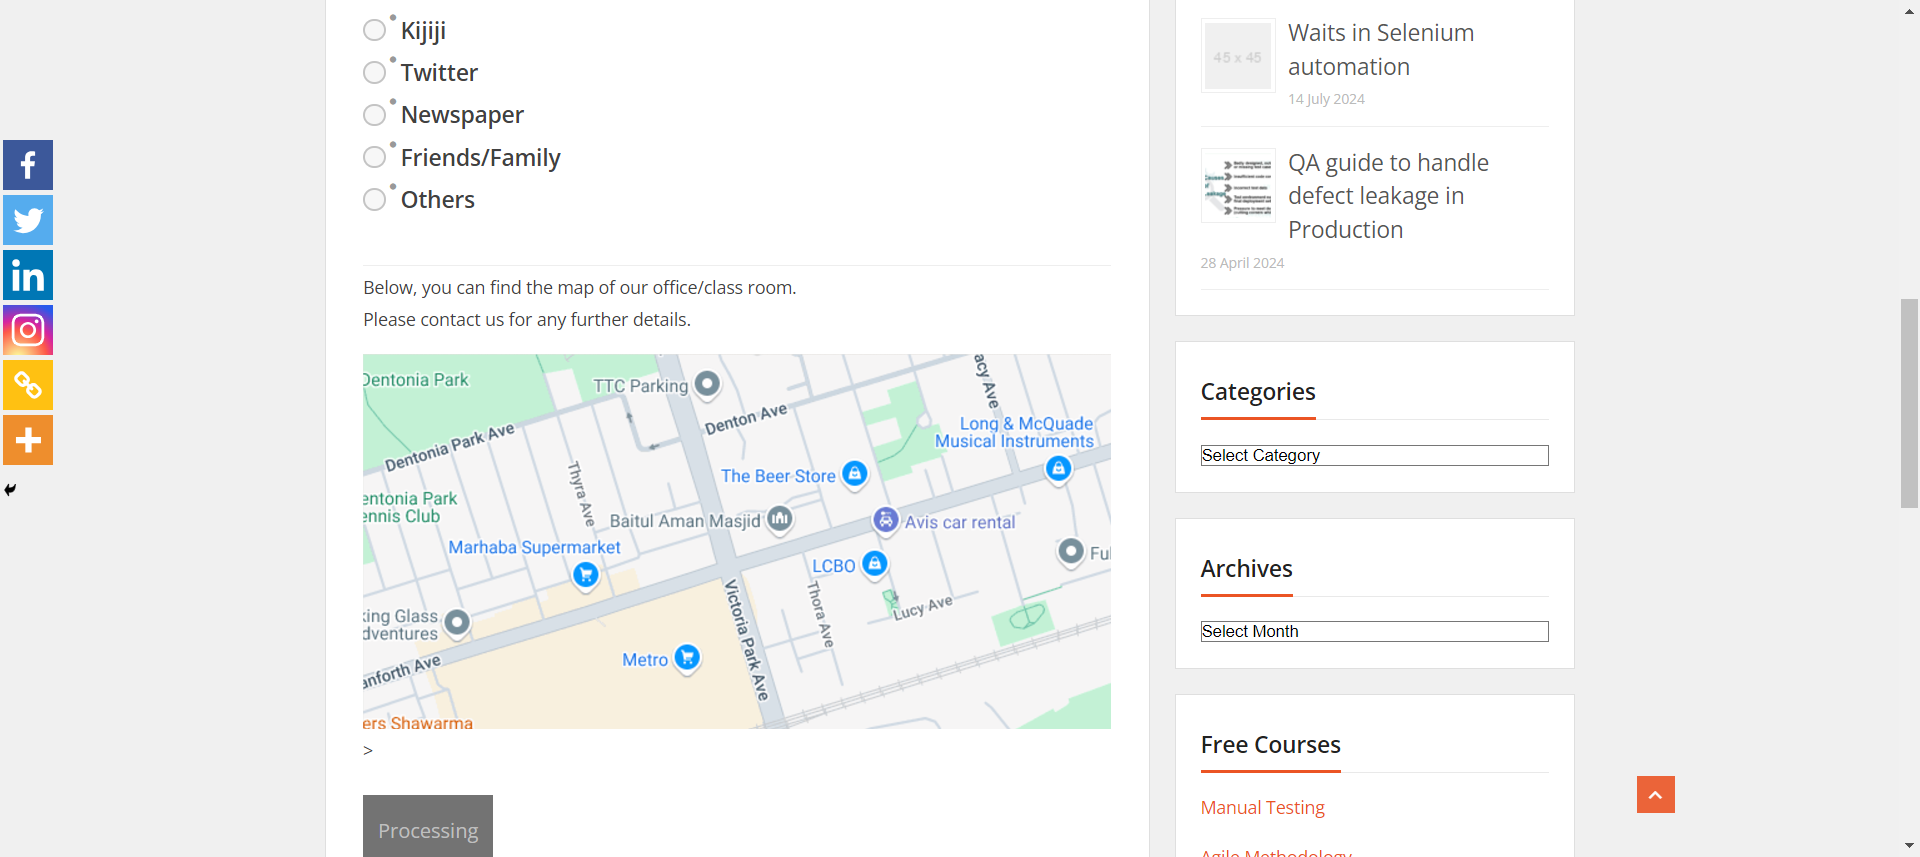 Kijiji
Twitter
Newspaper
Friends/Family
Others
Below, you can find the map of our office/class room.
Please contact us for any further details.
Dentonia Park
TTC Parking
Denton Ave
acy Ave
Long & McQuade
Musical Instruments
Dentonia Park Ave
The Beer Store
Thyra Ave
entonia Park
ennis Club
Baitul Aman Masjid
Avis car rental
Marhaba Supermarket
LCBO
Ful
Victoria Park Ave
Thora Ave
Lucy Ave
king Glass
dventures
Metro
anforth Ave
ers Shawarma
>
Processing
45 x 45
Waits in Selenium
automation
14 July 2024
QA guide to handle
defect leakage in
Production
28 April 2024
Categories
Select Category
Archives
Select Month
Free Courses
Manual Testing
Agile Methodology